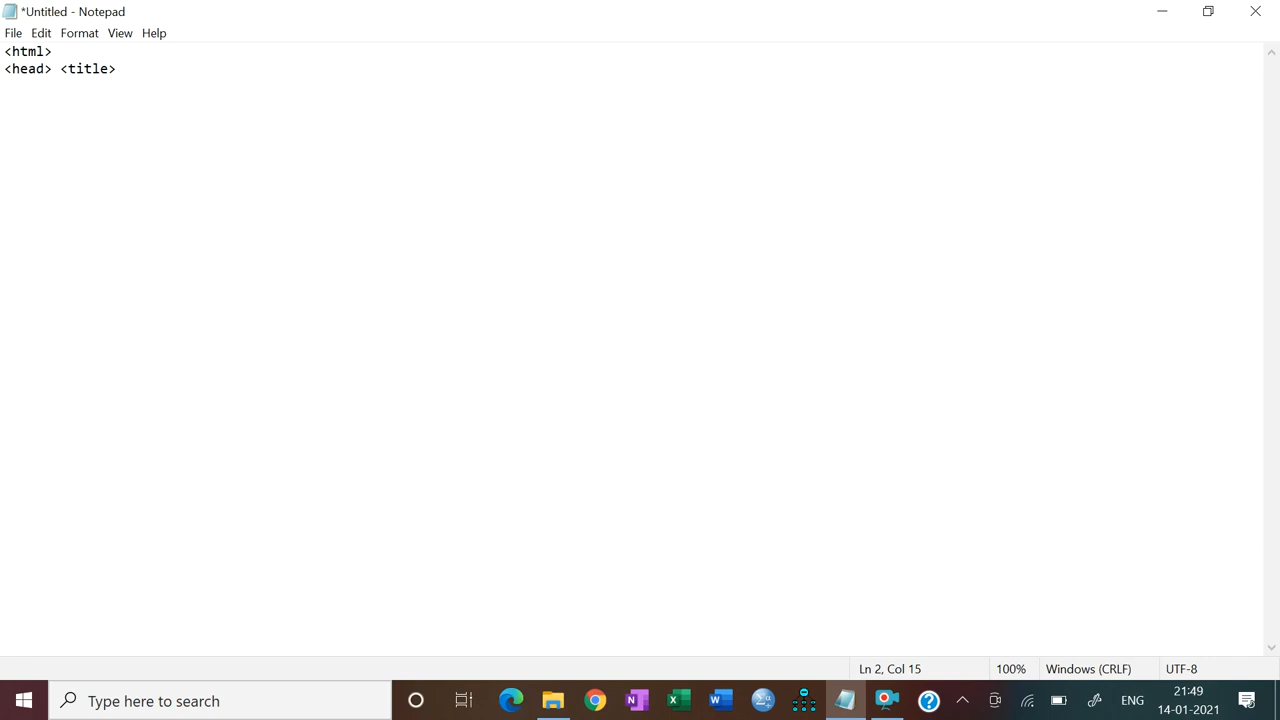 *Untitled - Notepad
File Edit Format View Help
<html>
<head> <title>
Ln 2, Col 15 100% Windows (CRLF) UTF-8
Type here to search
ENG
21:49
14-01-2021